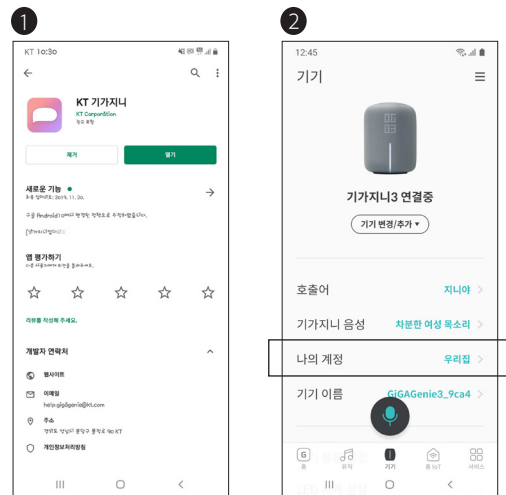 1
KT 10:30
KT 기가지니
KT Corporation
제거
열기
새로운 기능
앱 평가하기
리뷰를 작성해 주세요.
개발자 연락처
웹사이트
이메일
help.gigagenie@kt.com
주소
개인정보처리방침
2
12:45
기기
06
03
기가지니3 연결중
기기 변경/추가
호출어 지니야
기가지니 음성 차분한 여성 목소리
나의 계정 우리집
기기 이름 GiGAGenie3_9ca4
G
홈 뮤직 기기 홈 IoT 서비스